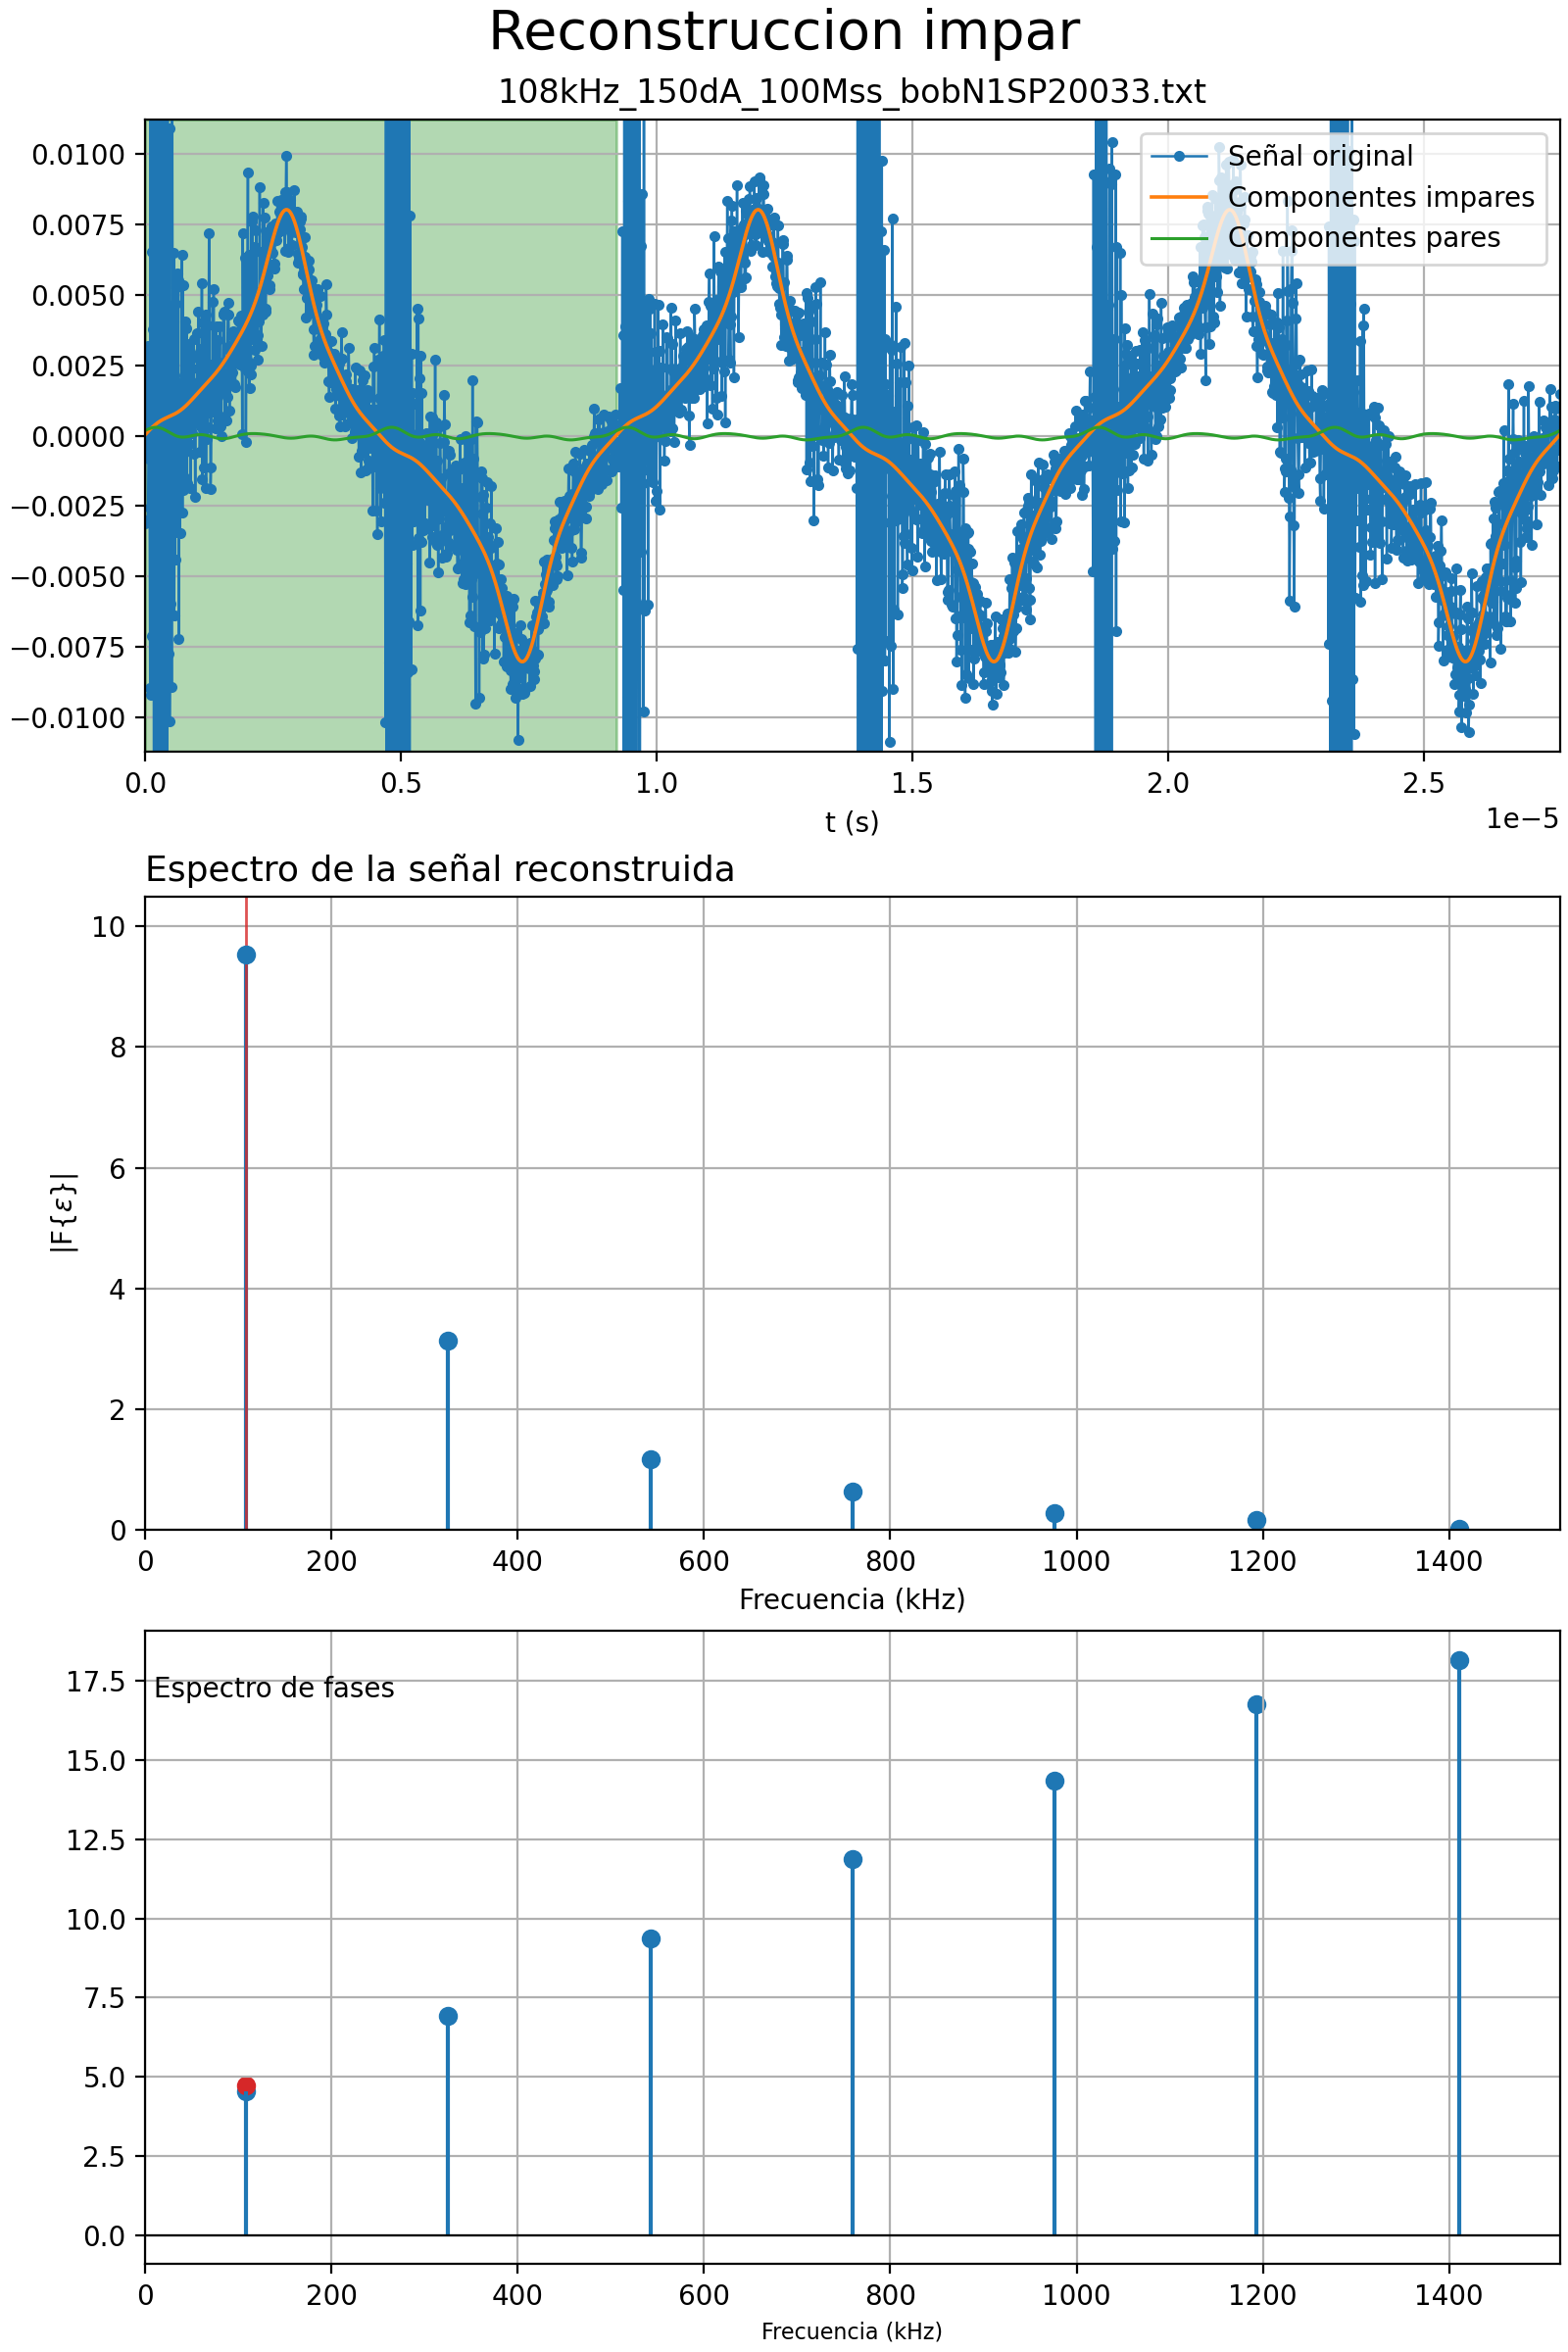 Reconstruccion impar
108kHz_150dA_100Mss_bobN1SP20033.txt
Señal original
Componentes impares
Componentes pares
0.0100
0.0075
0.0050
0.0025
0.0000
−0.0025
−0.0050
−0.0075
−0.0100
0.0 0.5 1.0 1.5 2.0 2.5
t (s)
1e−5
Espectro de la señal reconstruida
10
8
6
4
2
0
|F{ε}|
0 200 400 600 800 1000 1200 1400
Frecuencia (kHz)
Espectro de fases
17.5
15.0
12.5
10.0
7.5
5.0
2.5
0.0
0 200 400 600 800 1000 1200 1400
Frecuencia (kHz)